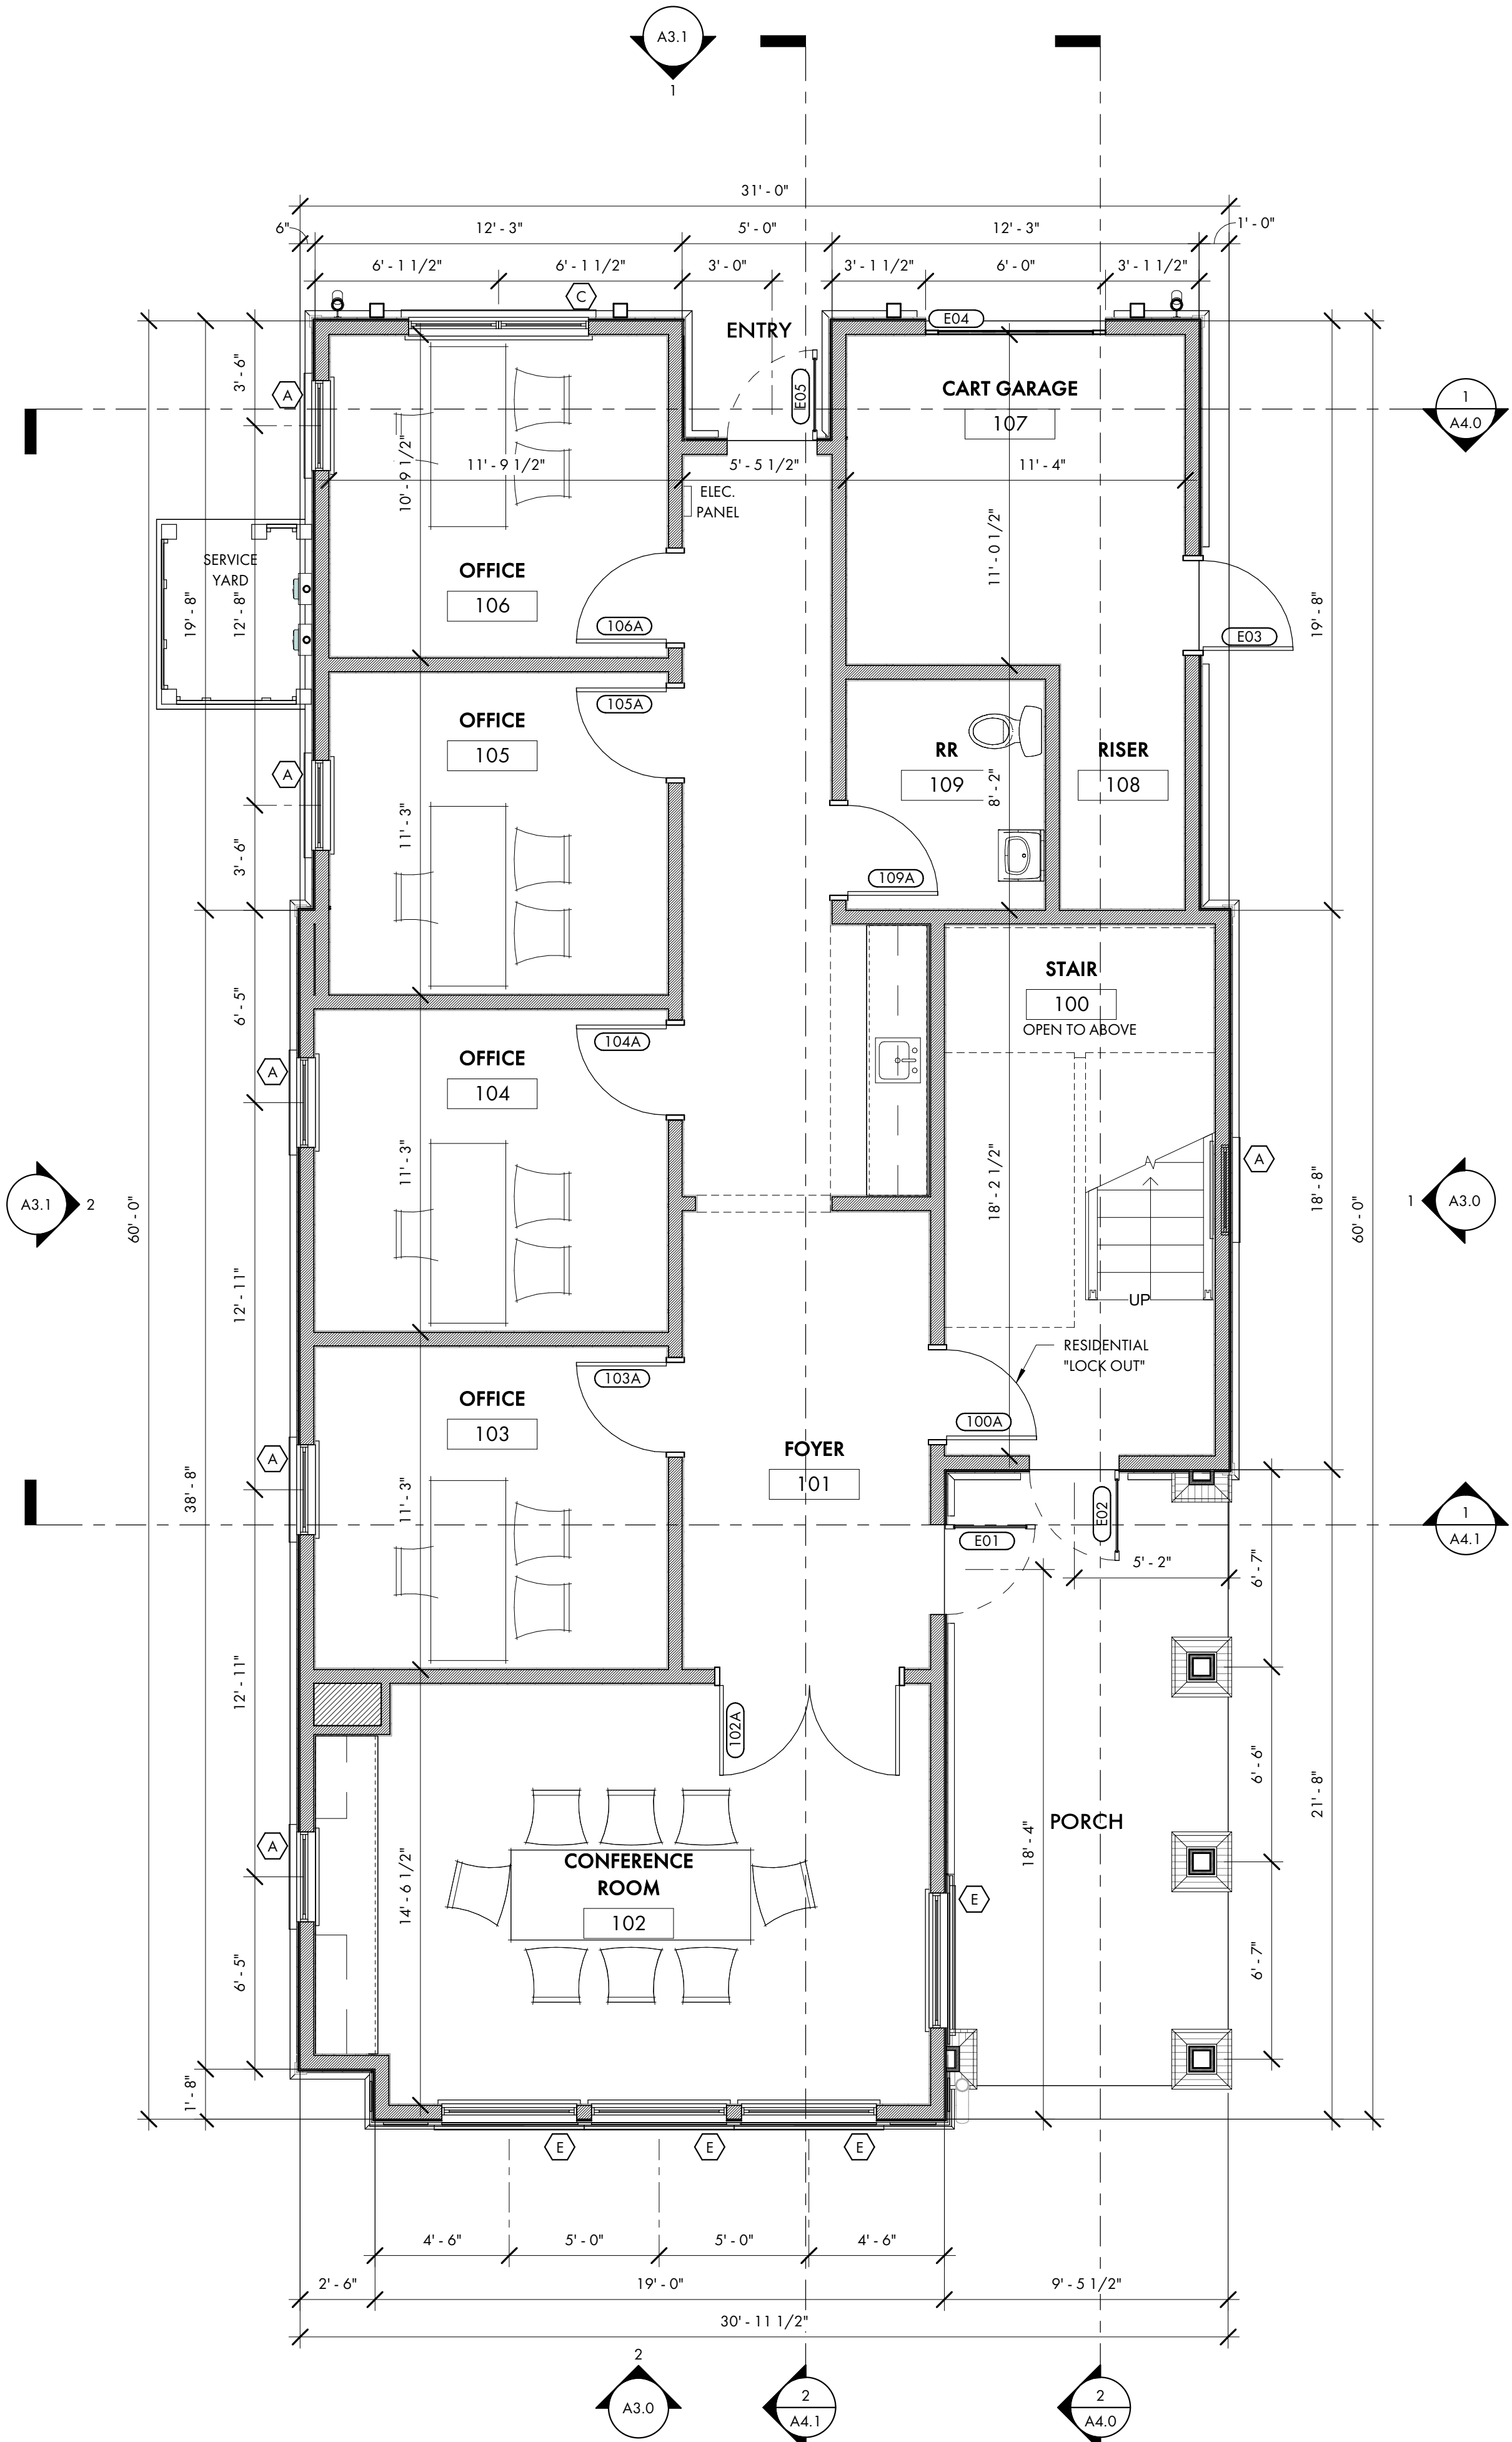 A3.1
1
31' - 0"
6"
12' - 3"
5' - 0"
12' - 3"
1' - 0"
6' - 1 1/2"
6' - 1 1/2"
3' - 0"
3' - 1 1/2"
6' - 0"
3' - 1 1/2"
C
E04
ENTRY
3' - 6"
A
E05
CART GARAGE
107
1
A4.0
10' - 9 1/2"
11' - 9 1/2"
5' - 5 1/2"
11' - 4"
ELEC.
PANEL
11' - 0 1/2"
SERVICE
YARD
OFFICE
106
19' - 8"
12' - 8"
106A
19' - 8"
E03
105A
OFFICE
105
RR
109
8' - 2"
RISER
108
A
11' - 3"
3' - 6"
109A
STAIR
100
OPEN TO ABOVE
6' - 5"
104A
OFFICE
104
A
11' - 3"
18' - 2 1/2"
A
A3.1
2
60' - 0"
18' - 8"
60' - 0"
1
A3.0
12' - 11"
UP
RESIDENTIAL
"LOCK OUT"
103A
OFFICE
103
100A
FOYER
101
A
38' - 8"
11' - 3"
E02
1
A4.1
E01
5' - 2"
6' - 7"
12' - 11"
102A
6' - 6"
21' - 8"
PORCH
18' - 4"
A
CONFERENCE
ROOM
102
14' - 6 1/2"
E
6' - 5"
6' - 7"
1' - 8"
E
E
E
4' - 6"
5' - 0"
5' - 0"
4' - 6"
2' - 6"
19' - 0"
9' - 5 1/2"
30' - 11 1/2"
2
A3.0
2
A4.1
2
A4.0